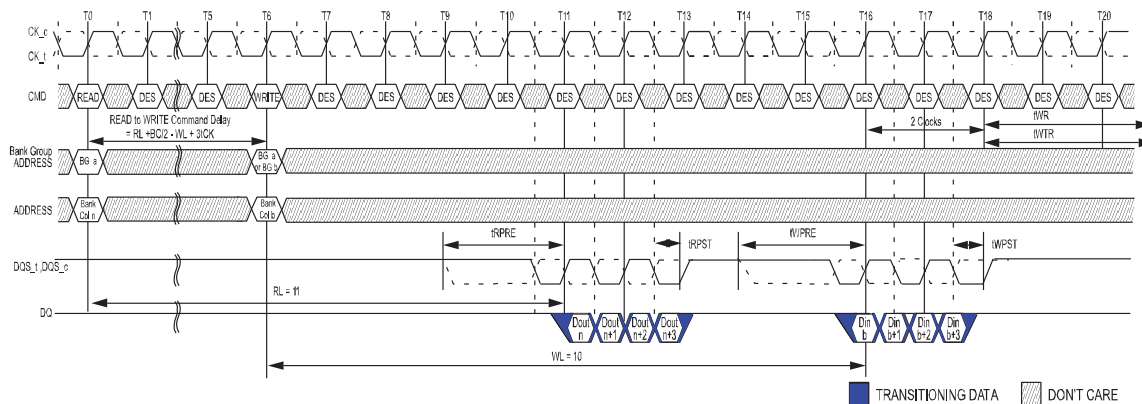 T0 T1 T5 T6 T7 T8 T9 T10 T11 T12 T13 T14 T15 T16 T17 T18 T19 T20
CK_c
CK_t
CMD READ DES DES WRITE DES DES DES DES DES DES DES DES DES DES DES DES DES DES
READ to WRITE Command Delay
= RL +BC/2 - WL + 3tCK
2 Clocks
tWR
tWTR
Bank Group
ADDRESS
BG a
BG a
or BG b
ADDRESS
Bank
Col n
Bank
Col b
tRPRE tRPST tWPRE tWPST
DQS_t,DQS_c
RL = 11
DQ
Dout
n
Dout
n+1
Dout
n+2
Dout
n+3
Din
b
Din
b+1
Din
b+2
Din
b+3
WL = 10
TRANSITIONING DATA
DON'T CARE